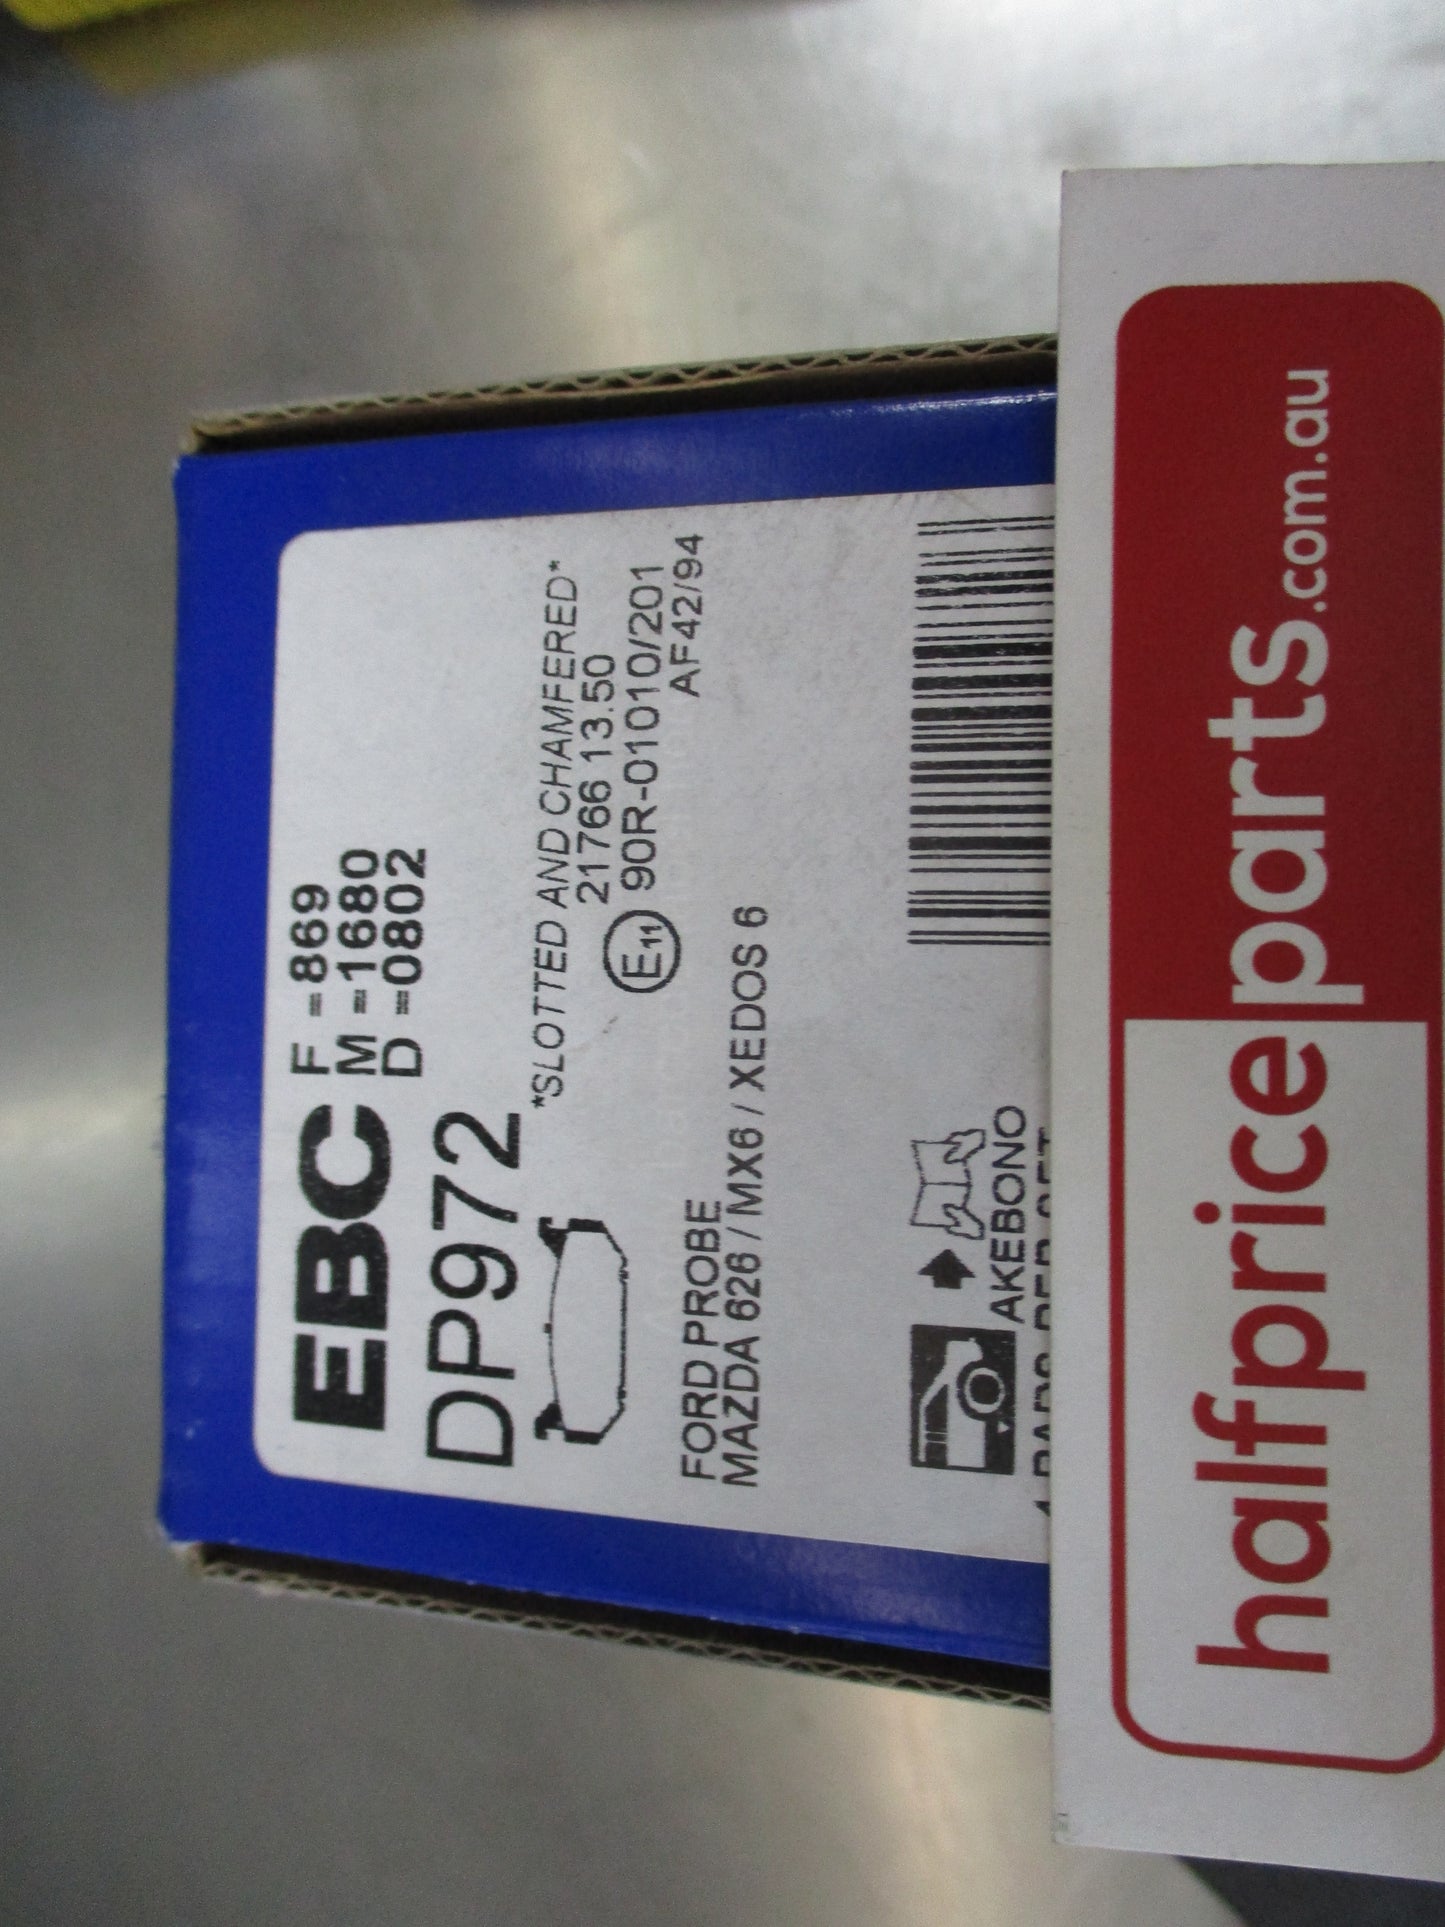 EBC
F = 869
M = 1680
D = 0802
DP972
*SLOTTED AND CHAMFERED*
21766 13.50
E11 90R-01010/201
AF42/94
FORD PROBE
MAZDA 626 / MX6 / XEDOS 6
AKEBONO
halfpriceparts.com.au